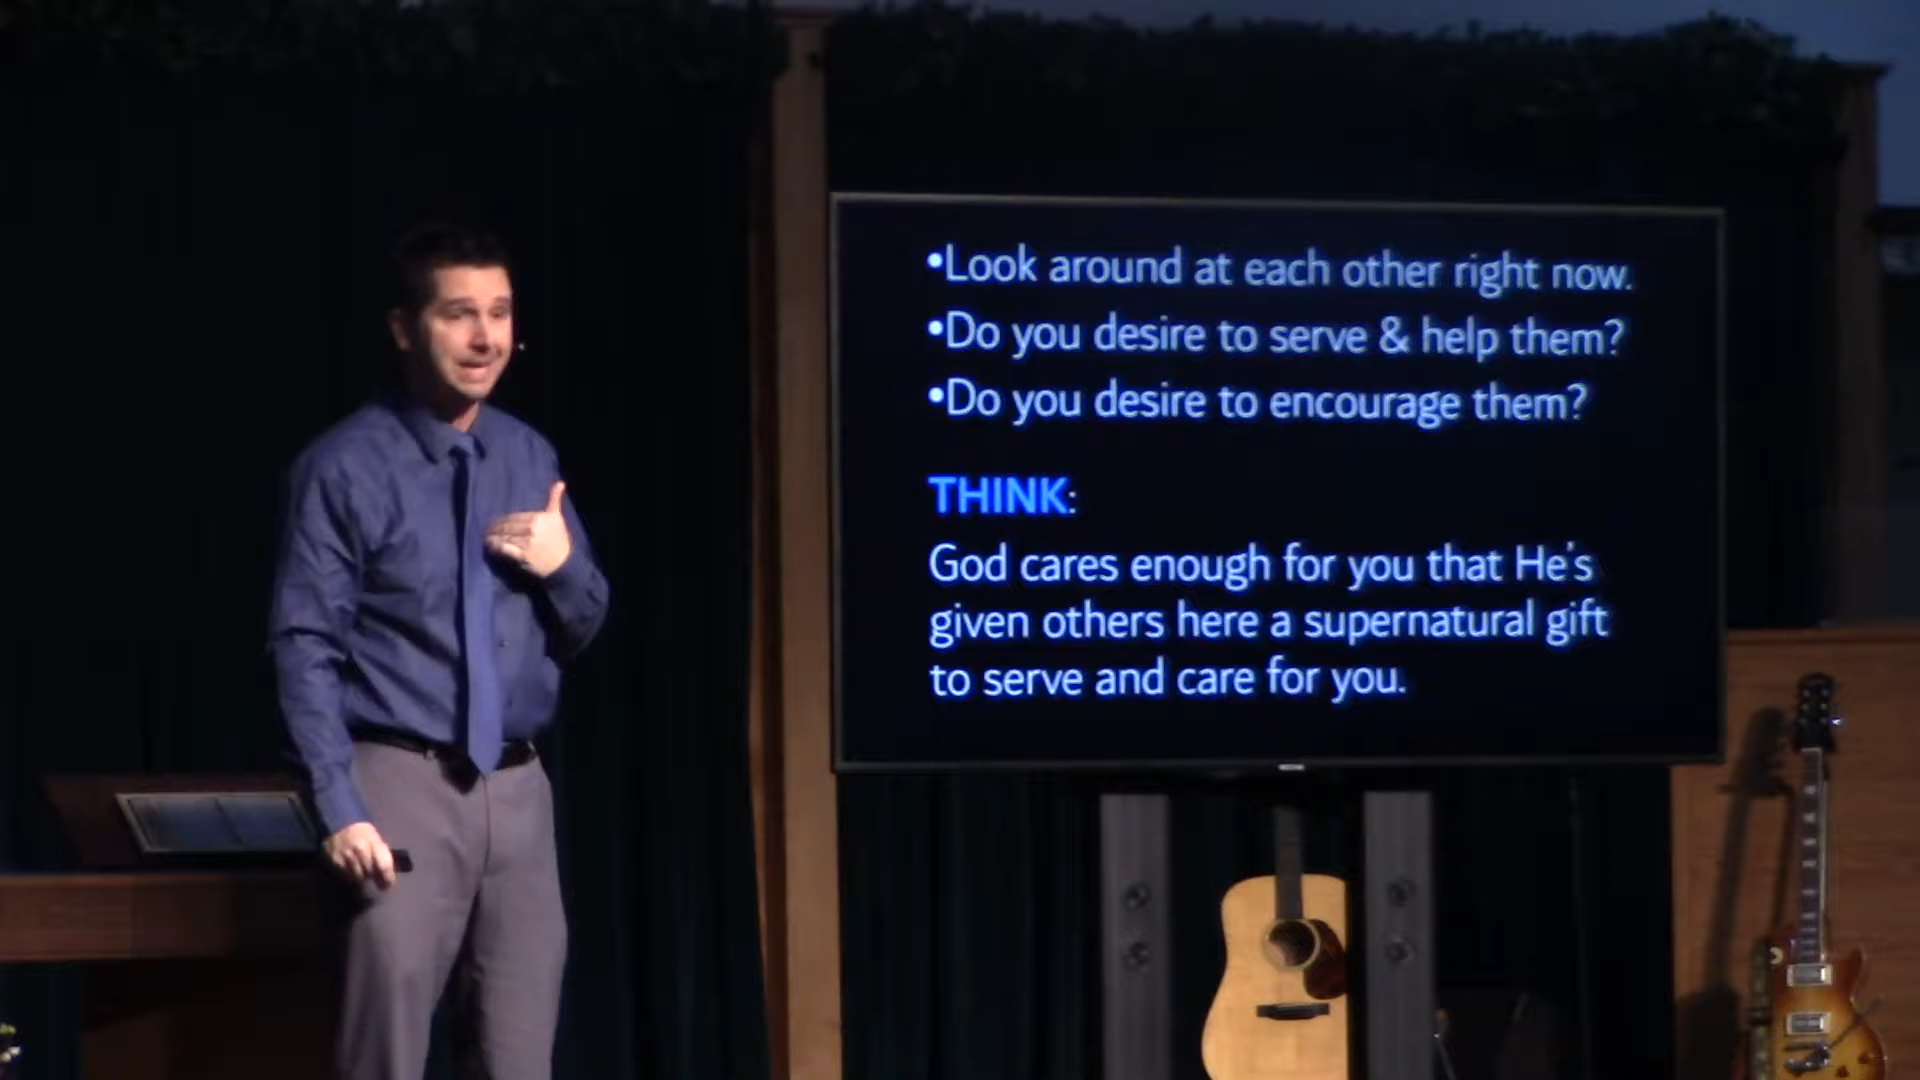 •Look around at each other right now.
•Do you desire to serve & help them?
•Do you desire to encourage them?
THINK:
God cares enough for you that He's
given others here a supernatural gift
to serve and care for you.